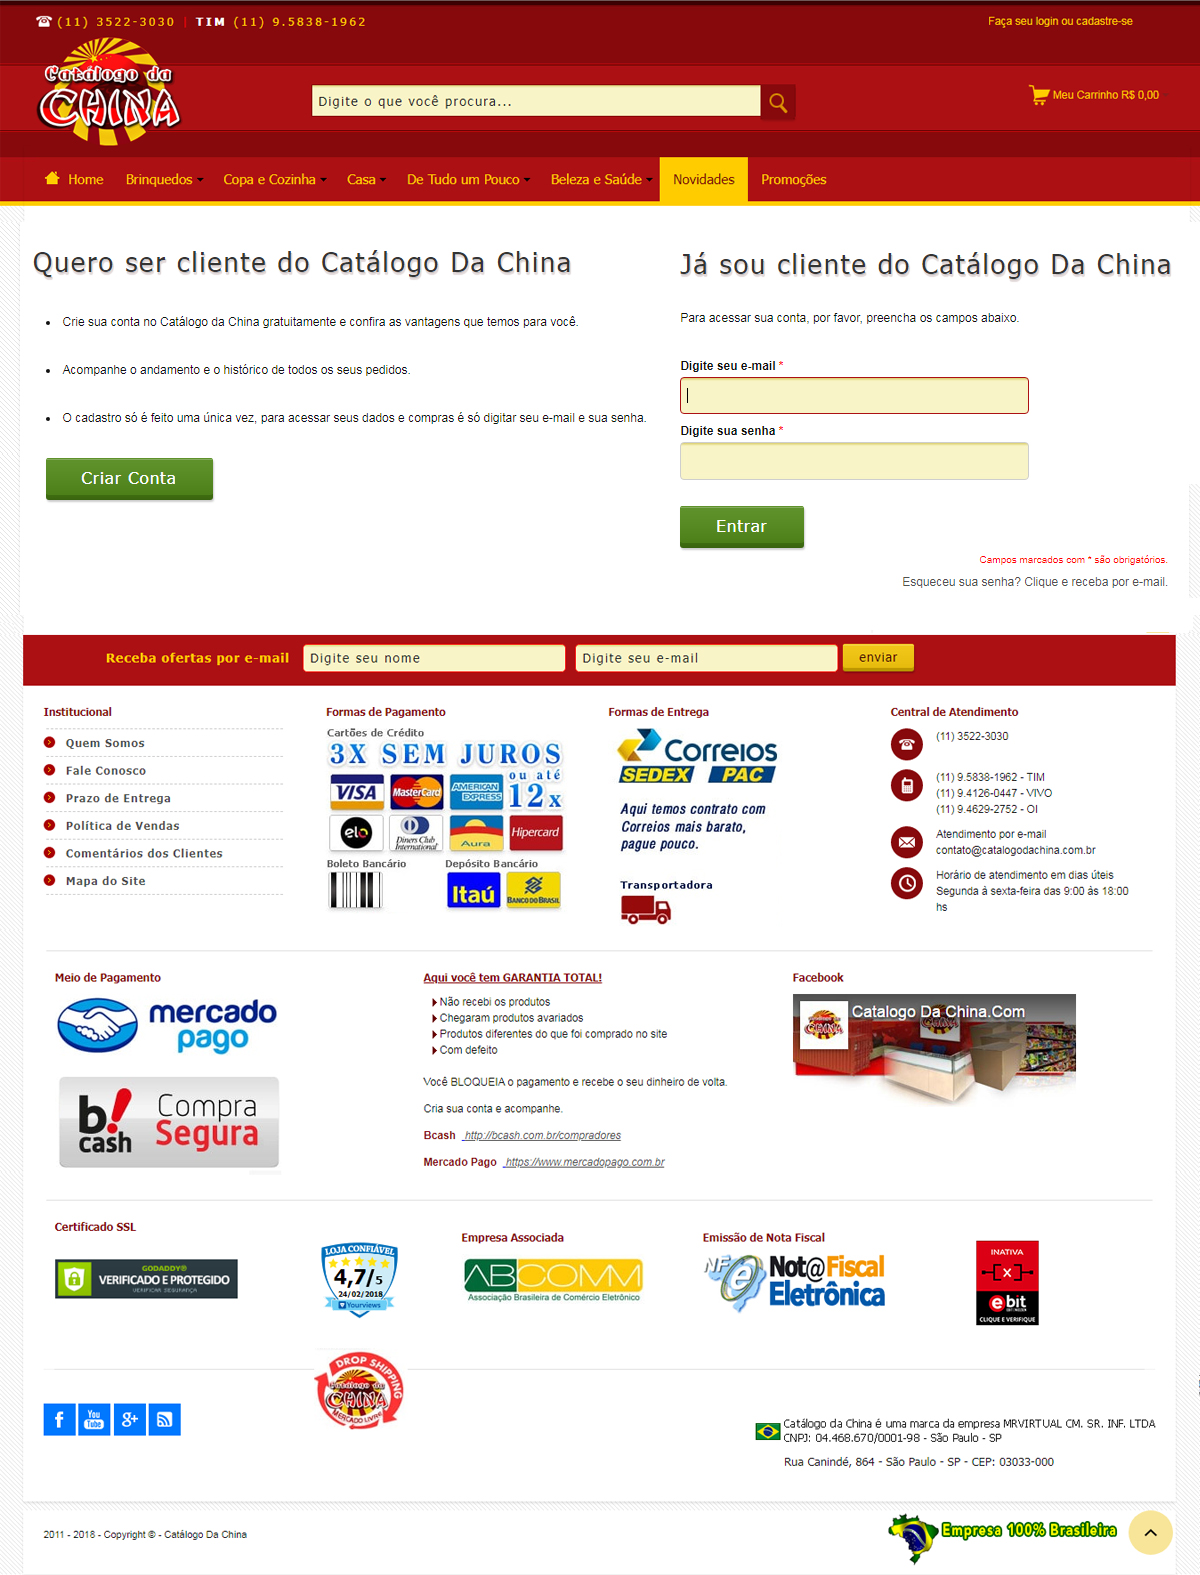 (11) 3522-3030 | TIM (11) 9.5838-1962
Faça seu login ou cadastre-se
Catálogo da
CHINA
Digite o que você procura...
Meu Carrinho R$ 0,00
Home Brinquedos Copa e Cozinha Casa De Tudo um Pouco Beleza e Saúde Novidades Promoções
Quero ser cliente do Catálogo Da China
Crie sua conta no Catálogo da China gratuitamente e confira as vantagens que temos para você.
Acompanhe o andamento e o histórico de todos os seus pedidos.
O cadastro só é feito uma única vez, para acessar seus dados e compras é só digitar seu e-mail e sua senha.
Criar Conta
Já sou cliente do Catálogo Da China
Para acessar sua conta, por favor, preencha os campos abaixo.
Digite seu e-mail *
Digite sua senha *
Entrar
Campos marcados com * são obrigatórios.
Esqueceu sua senha? Clique e receba por e-mail.
Receba ofertas por e-mail
Digite seu nome
Digite seu e-mail
enviar
Institucional
Quem Somos
Fale Conosco
Prazo de Entrega
Política de Vendas
Comentários dos Clientes
Mapa do Site
Formas de Pagamento
Cartões de Crédito
3X SEM JUROS
ou até
12x
VISA
MasterCard
AMERICAN EXPRESS
elo
Diners Club International
Aura
Hipercard
Boleto Bancário
Depósito Bancário
Itaú
BANCO DO BRASIL
Formas de Entrega
Correios
SEDEX PAC
Aqui temos contrato com
Correios mais barato,
pague pouco.
Transportadora
Central de Atendimento
(11) 3522-3030
(11) 9.5838-1962 - TIM
(11) 9.4126-0447 - VIVO
(11) 9.4629-2752 - OI
Atendimento por e-mail
contato@catalogodachina.com.br
Horário de atendimento em dias úteis
Segunda á sexta-feira das 9:00 ás 18:00
hs
Meio de Pagamento
mercado
pago
b!
cash
Compra
Segura
Aqui você tem GARANTIA TOTAL!
Não recebi os produtos
Chegaram produtos avariados
Produtos diferentes do que foi comprado no site
Com defeito
Você BLOQUEIA o pagamento e recebe o seu dinheiro de volta.
Cria sua conta e acompanhe.
Bcash http://bcash.com.br/compradores
Mercado Pago https://www.mercadopago.com.br
Facebook
CHINA
Catalogo Da China.Com
Certificado SSL
GODADDY®
VERIFICADO E PROTEGIDO
VERIFICAR SEGURANÇA
LOJA CONFIÁVEL
4,7/5
24/02/2018
Yourviews
Empresa Associada
ABCOMM
Associação Brasileira de Comércio Eletrônico
Emissão de Nota Fiscal
NFe
Not@Fiscal
Eletrônica
INATIVA
x
ebit
CLIQUE E VERIFIQUE
DROP SHIPPING
Catálogo da
CHINA
MERCADO LIVRE
f
You
Tube
g+
Catálogo da China é uma marca da empresa MRVIRTUAL CM. SR. INF. LTDA
CNPJ: 04.468.670/0001-98 - São Paulo - SP
Rua Canindé, 864 - São Paulo - SP - CEP: 03033-000
2011 - 2018 - Copyright © - Catálogo Da China
Empresa 100% Brasileira